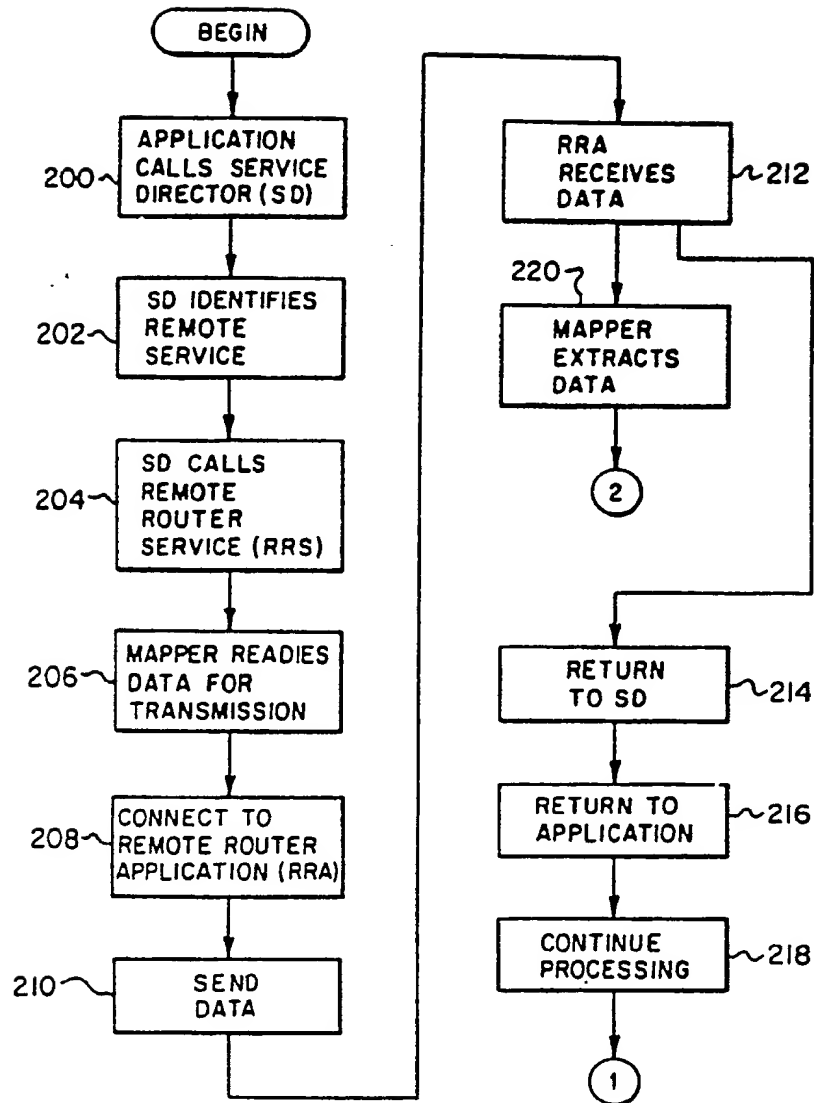 BEGIN
200
APPLICATION
CALLS SERVICE
DIRECTOR (SD)
202
SD IDENTIFIES
REMOTE
SERVICE
204
SD CALLS
REMOTE
ROUTER
SERVICE (RRS)
206
MAPPER READIES
DATA FOR
TRANSMISSION
208
CONNECT TO
REMOTE ROUTER
APPLICATION (RRA)
210
SEND
DATA
RRA
RECEIVES
DATA
212
220
MAPPER
EXTRACTS
DATA
2
RETURN
TO SD
214
RETURN TO
APPLICATION
216
CONTINUE
PROCESSING
218
1